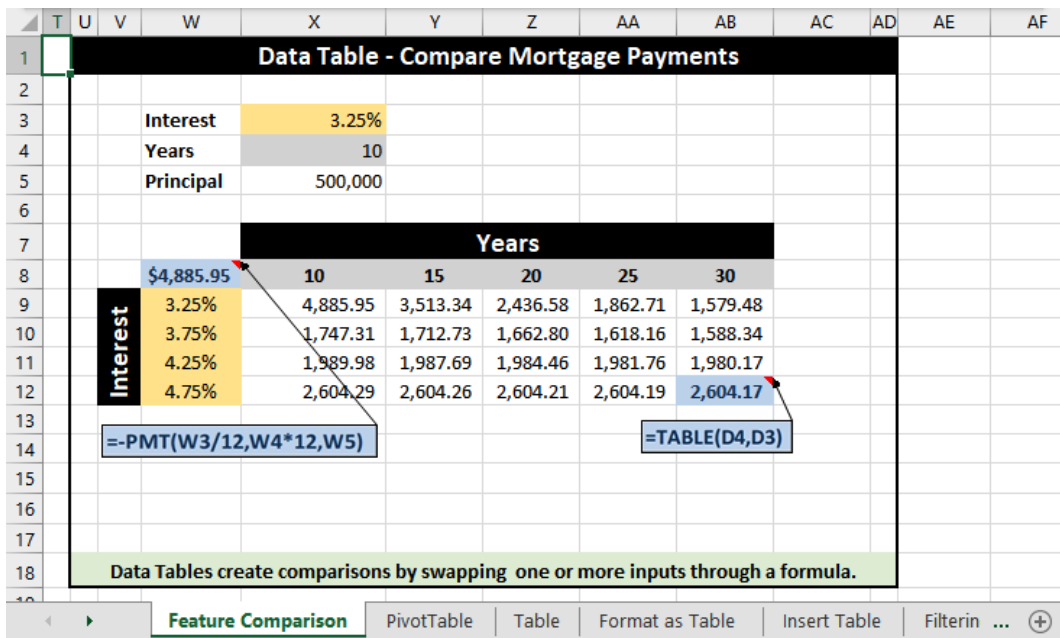 T U V W X Y Z AA AB AC AD AE AF
1 Data Table - Compare Mortgage Payments
2
3 Interest 3.25%
4 Years 10
5 Principal 500,000
6
7 Years
8 $4,885.95 10 15 20 25 30
9 3.25% 4,885.95 3,513.34 2,436.58 1,862.71 1,579.48
10 3.75% 1,747.31 1,712.73 1,662.80 1,618.16 1,588.34
11 4.25% 1,989.98 1,987.69 1,984.46 1,981.76 1,980.17
12 4.75% 2,604.29 2,604.26 2,604.21 2,604.19 2,604.17
Interest
13
=-PMT(W3/12,W4*12,W5) =TABLE(D4,D3)
14
15
16
17
18 Data Tables create comparisons by swapping one or more inputs through a formula.
Feature Comparison PivotTable Table Format as Table Insert Table Filterin ...